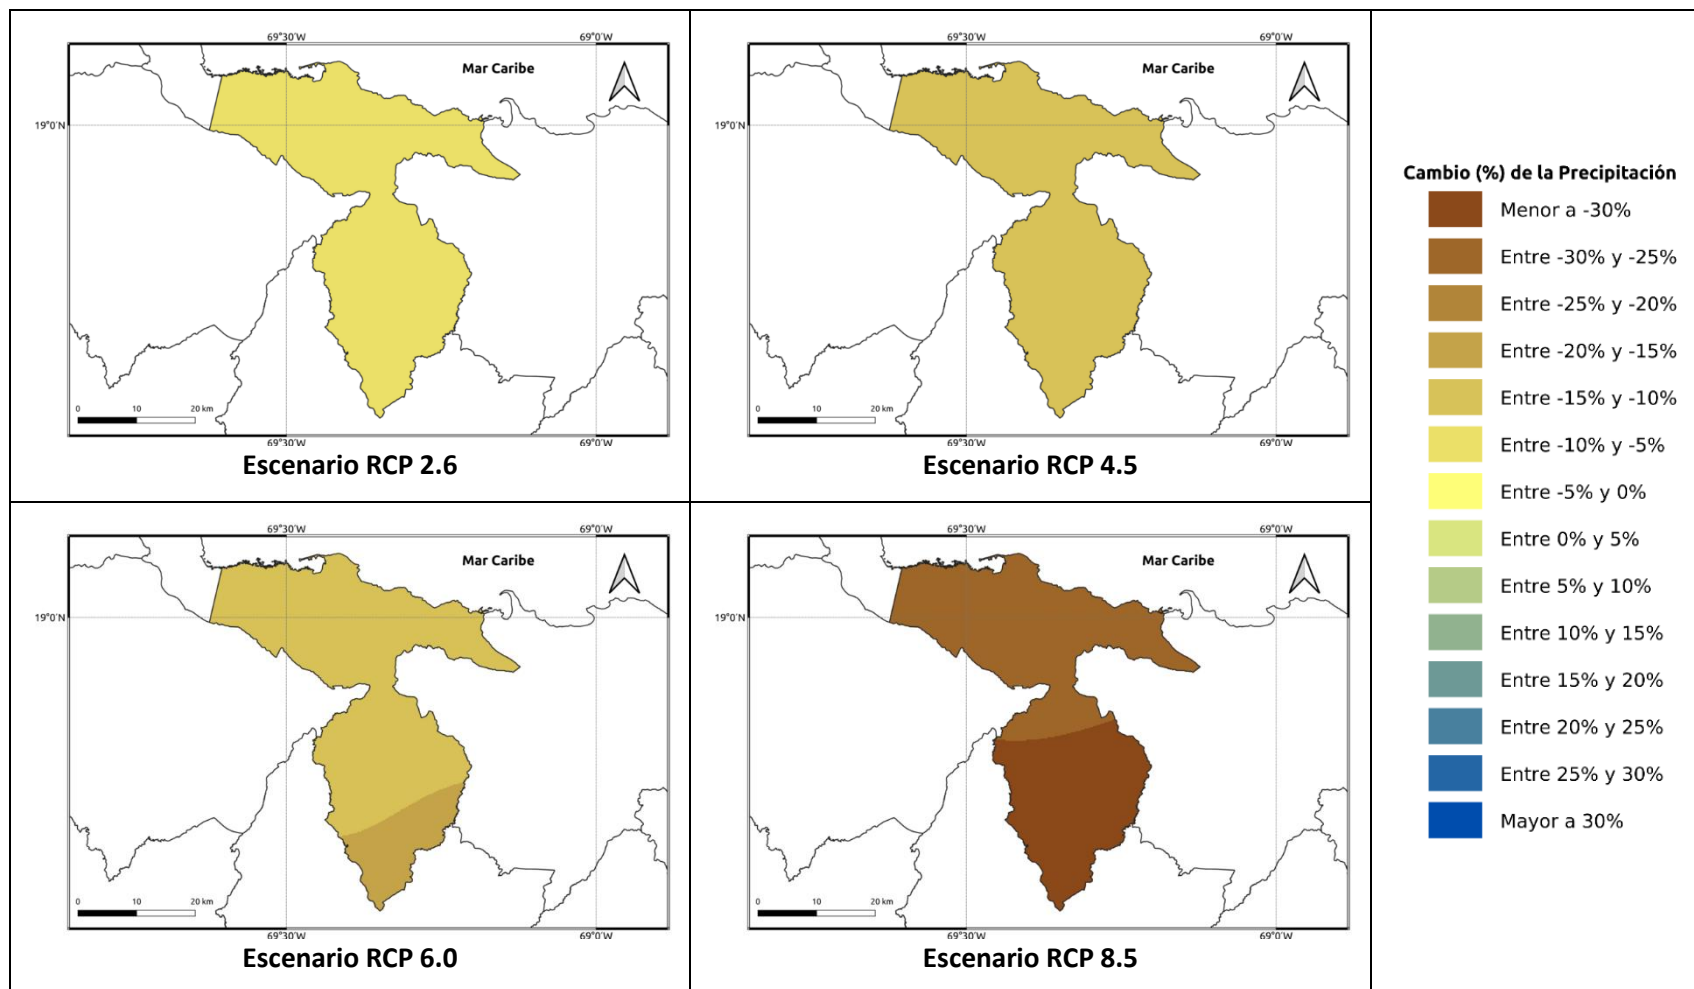 69°30'W 69°0'W
Mar Caribe
19°0'N
0 10 20 km
69°30'W 69°0'W
Escenario RCP 2.6
69°30'W 69°0'W
Mar Caribe
19°0'N
0 10 20 km
69°30'W 69°0'W
Escenario RCP 4.5
69°30'W 69°0'W
Mar Caribe
19°0'N
0 10 20 km
69°30'W 69°0'W
Escenario RCP 6.0
69°30'W 69°0'W
Mar Caribe
19°0'N
0 10 20 km
69°30'W 69°0'W
Escenario RCP 8.5
Cambio (%) de la Precipitación
Menor a -30%
Entre -30% y -25%
Entre -25% y -20%
Entre -20% y -15%
Entre -15% y -10%
Entre -10% y -5%
Entre -5% y 0%
Entre 0% y 5%
Entre 5% y 10%
Entre 10% y 15%
Entre 15% y 20%
Entre 20% y 25%
Entre 25% y 30%
Mayor a 30%